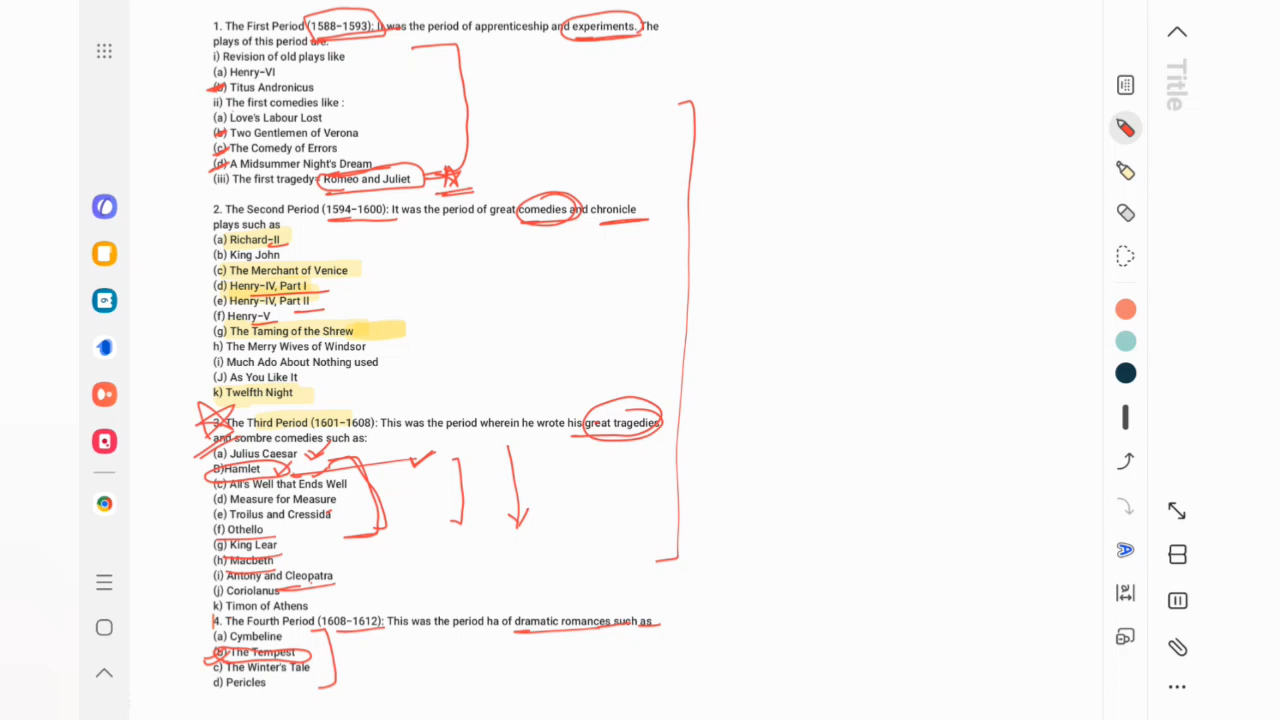 1. The First Period (1588-1593): It was the period of apprenticeship and experiments. The
plays of this period are:
i) Revision of old plays like
(a) Henry-VI
(b) Titus Andronicus
ii) The first comedies like :
(a) Love's Labour Lost
(b) Two Gentlemen of Verona
(c) The Comedy of Errors
(d) A Midsummer Night's Dream
(iii) The first tragedy- Romeo and Juliet
2. The Second Period (1594-1600): It was the period of great comedies and chronicle
plays such as
(a) Richard-II
(b) King John
(c) The Merchant of Venice
(d) Henry-IV, Part I
(e) Henry-IV, Part II
(f) Henry-V
(g) The Taming of the Shrew
h) The Merry Wives of Windsor
(i) Much Ado About Nothing used
(J) As You Like It
k) Twelfth Night
3. The Third Period (1601-1608): This was the period wherein he wrote his great tragedies
and sombre comedies such as:
(a) Julius Caesar
B)Hamlet
(c) All's Well that Ends Well
(d) Measure for Measure
(e) Troilus and Cressida
(f) Othello
(g) King Lear
(h) Macbeth
(i) Antony and Cleopatra
(j) Coriolanus
k) Timon of Athens
4. The Fourth Period (1608-1612): This was the period ha of dramatic romances such as
(a) Cymbeline
(b) The Tempest
c) The Winter's Tale
d) Pericles
Title